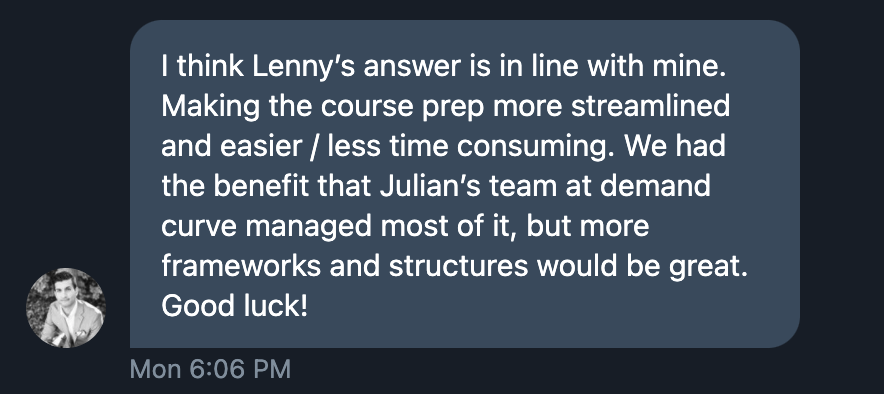 I think Lenny’s answer is in line with mine.
Making the course prep more streamlined
and easier / less time consuming. We had
the benefit that Julian’s team at demand
curve managed most of it, but more
frameworks and structures would be great.
Good luck!
Mon 6:06 PM